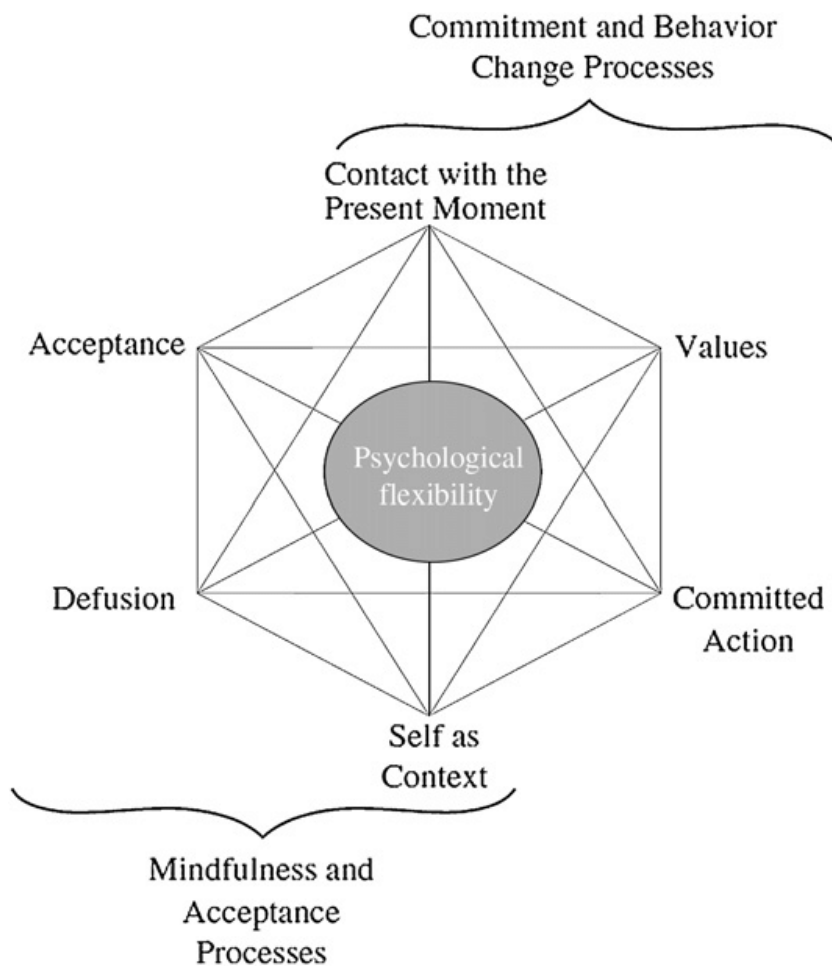 Commitment and Behavior
Change Processes
Contact with the
Present Moment
Acceptance
Values
Psychological
flexibility
Defusion
Committed
Action
Self as
Context
Mindfulness and
Acceptance
Processes